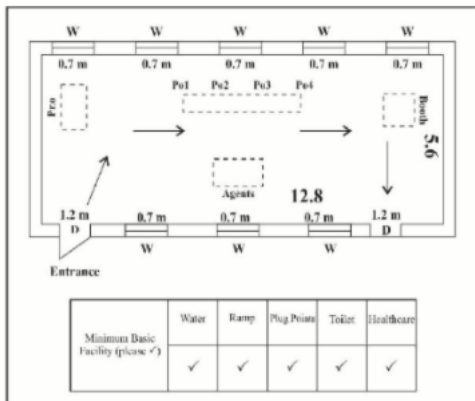 W W W W W
0.7 m 0.7 m 0.7 m 0.7 m 0.7 m
Po1 Po2 Po3 Po4
Pro
Booth
5.6
Agents
12.8
1.2 m 0.7 m 0.7 m 0.7 m 1.2 m
D D
W W W
Entrance
Minimum Basic Facility (please ✓) Water Ramp Plug Points Toilet Healthcare
✓ ✓ ✓ ✓ ✓